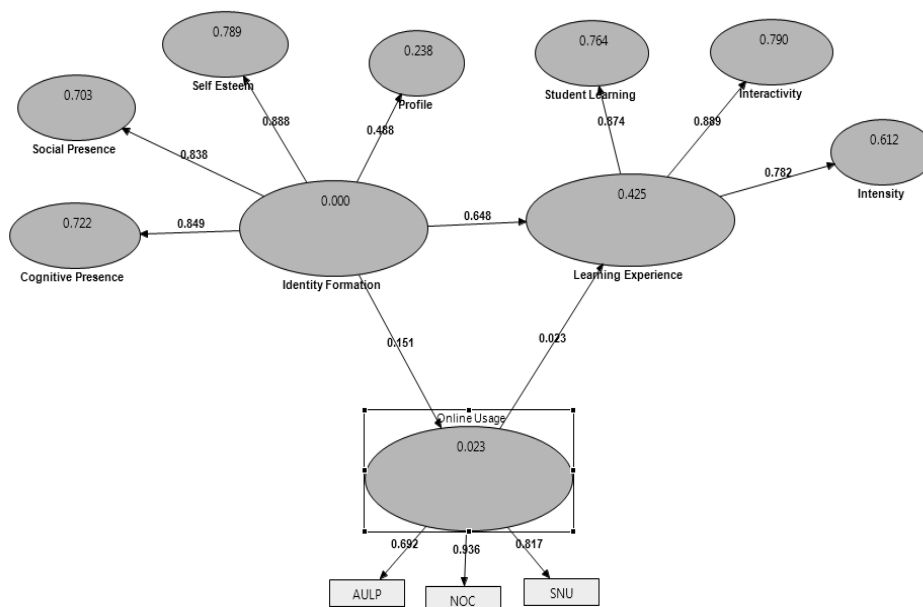 0.789
Self Esteem
0.238
Profile
0.764
Student Learning
0.790
Interactivity
0.703
Social Presence
0.612
Intensity
0.888
0.488
0.874
0.889
0.838
0.782
0.722
Cognitive Presence
0.849
0.000
Identity Formation
0.648
0.425
Learning Experience
0.151
0.023
Online Usage
0.023
0.692
0.936
0.817
AULP
NOC
SNU